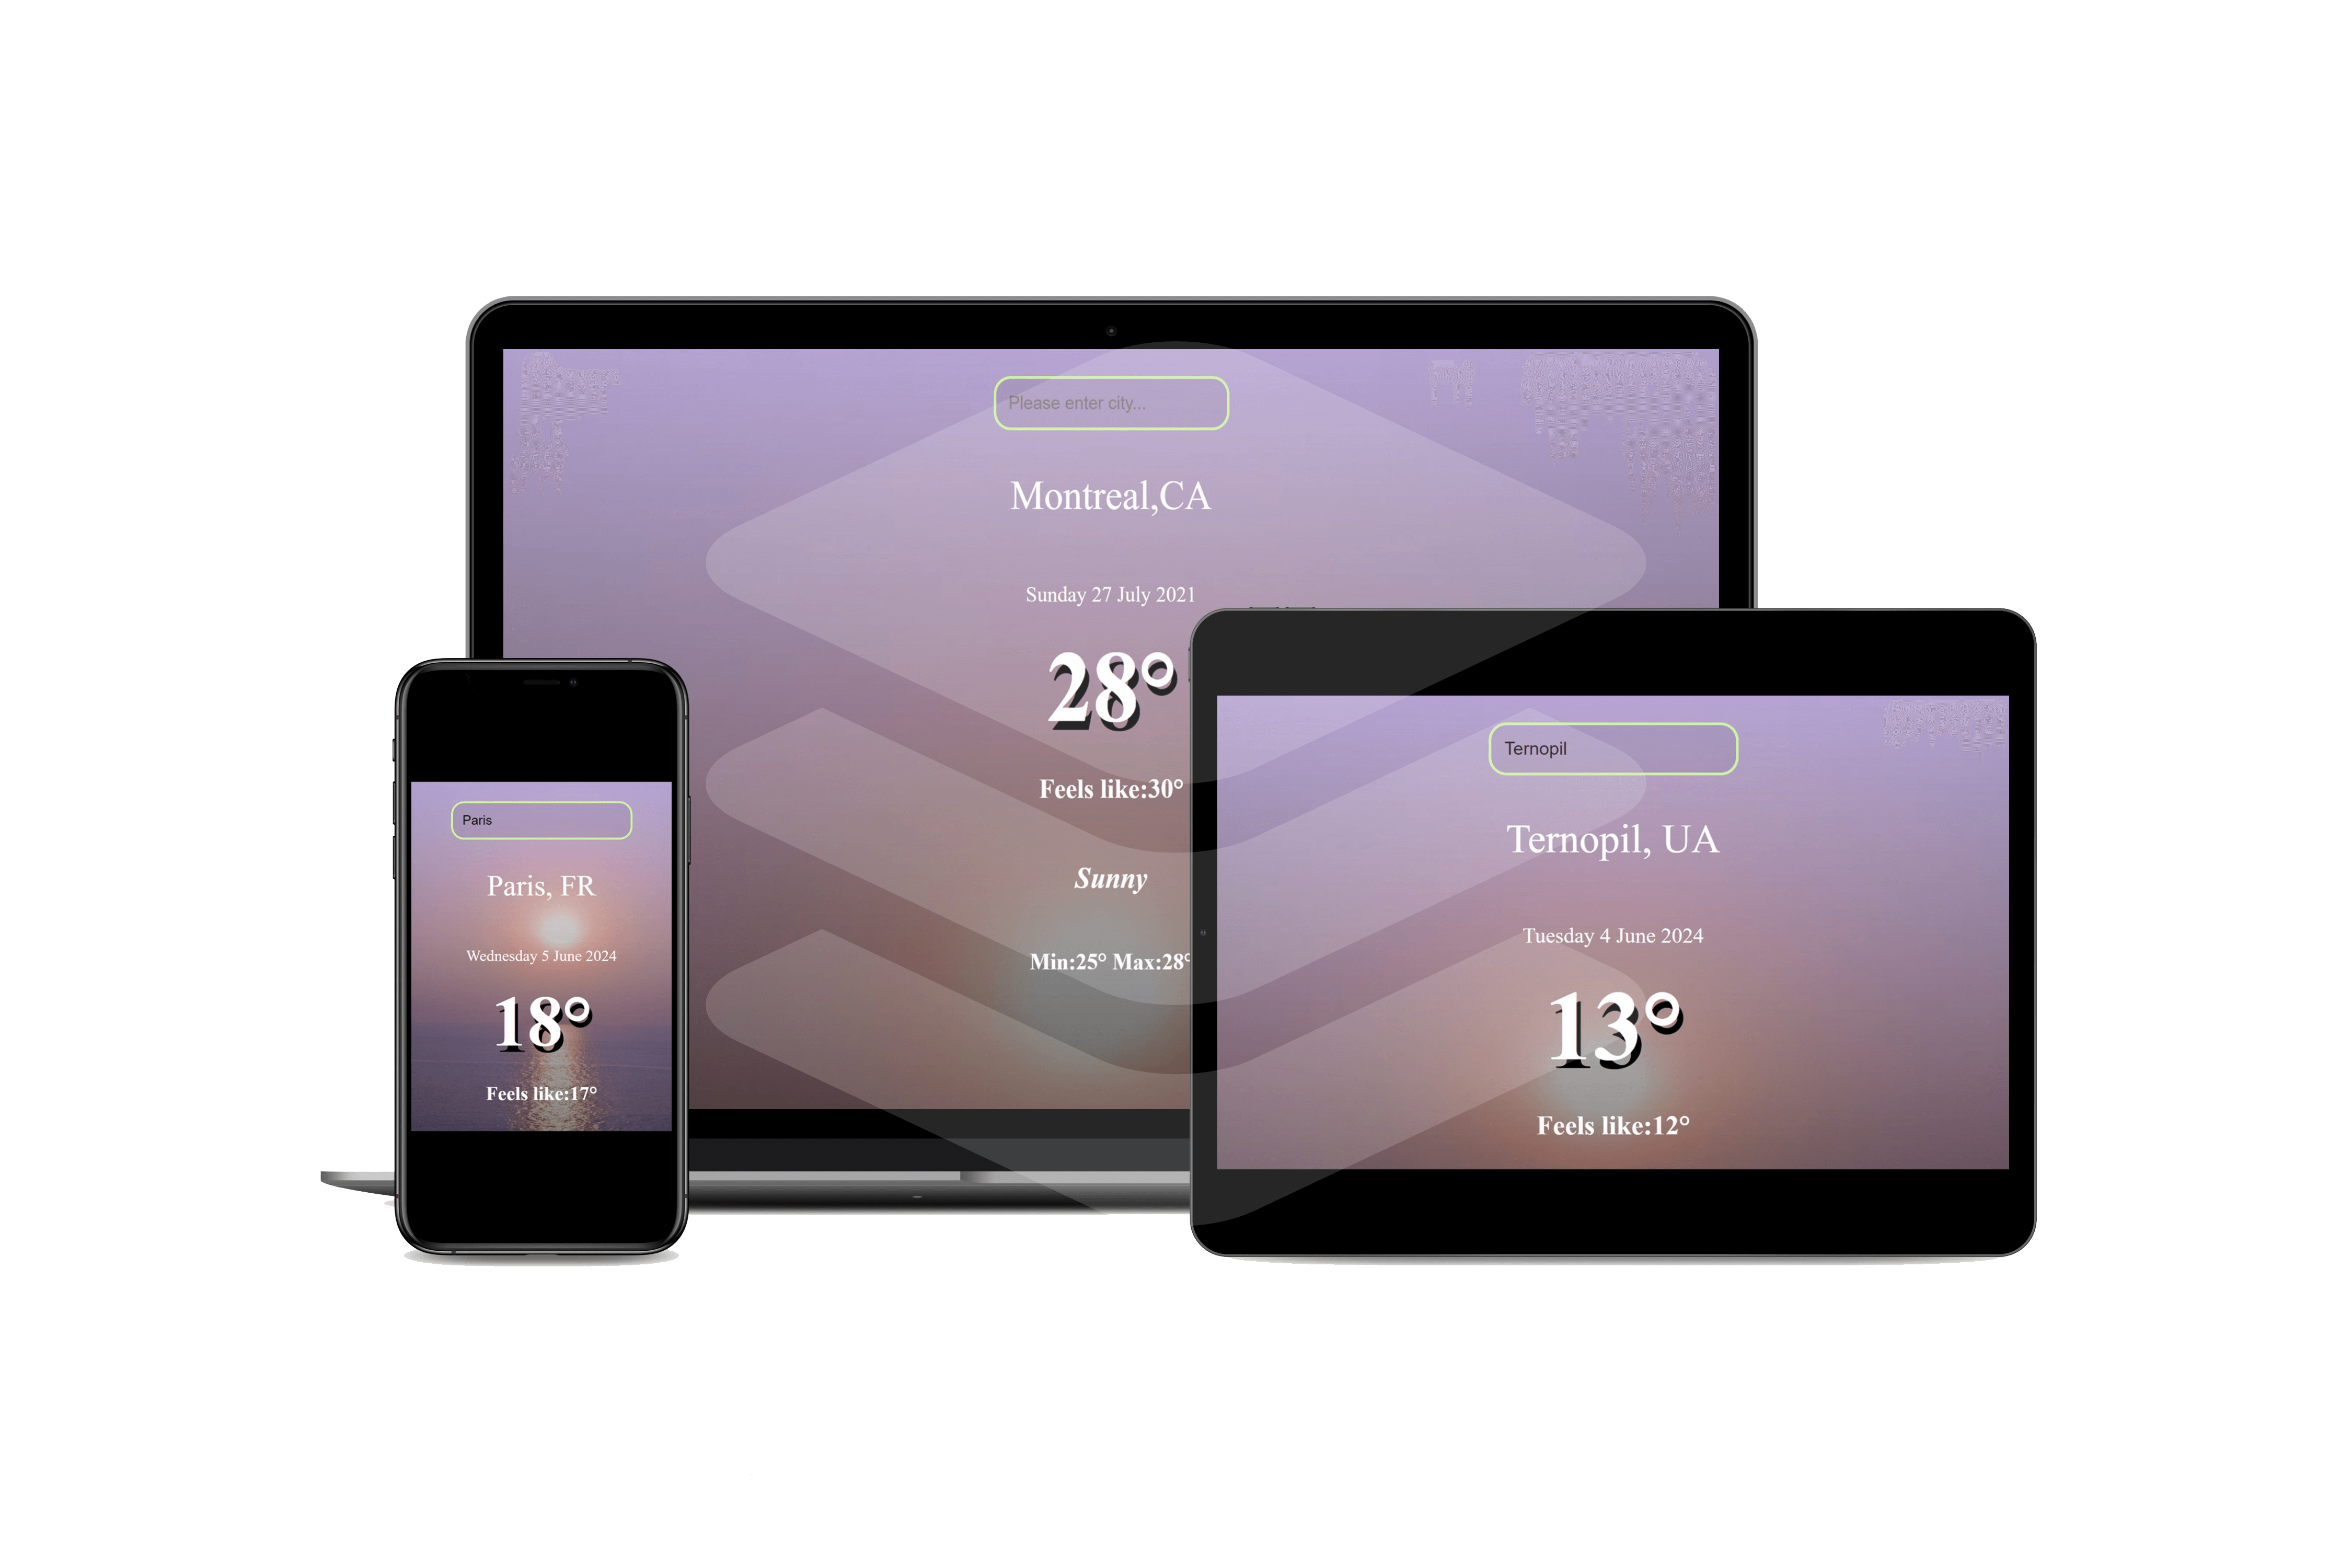 Please enter city...
Montreal,CA
Sunday 27 July 2021
28°
Feels like:30°
Sunny
Min:25° Max:28°
Paris
Paris, FR
Wednesday 5 June 2024
18°
Feels like:17°
Ternopil
Ternopil, UA
Tuesday 4 June 2024
13°
Feels like:12°